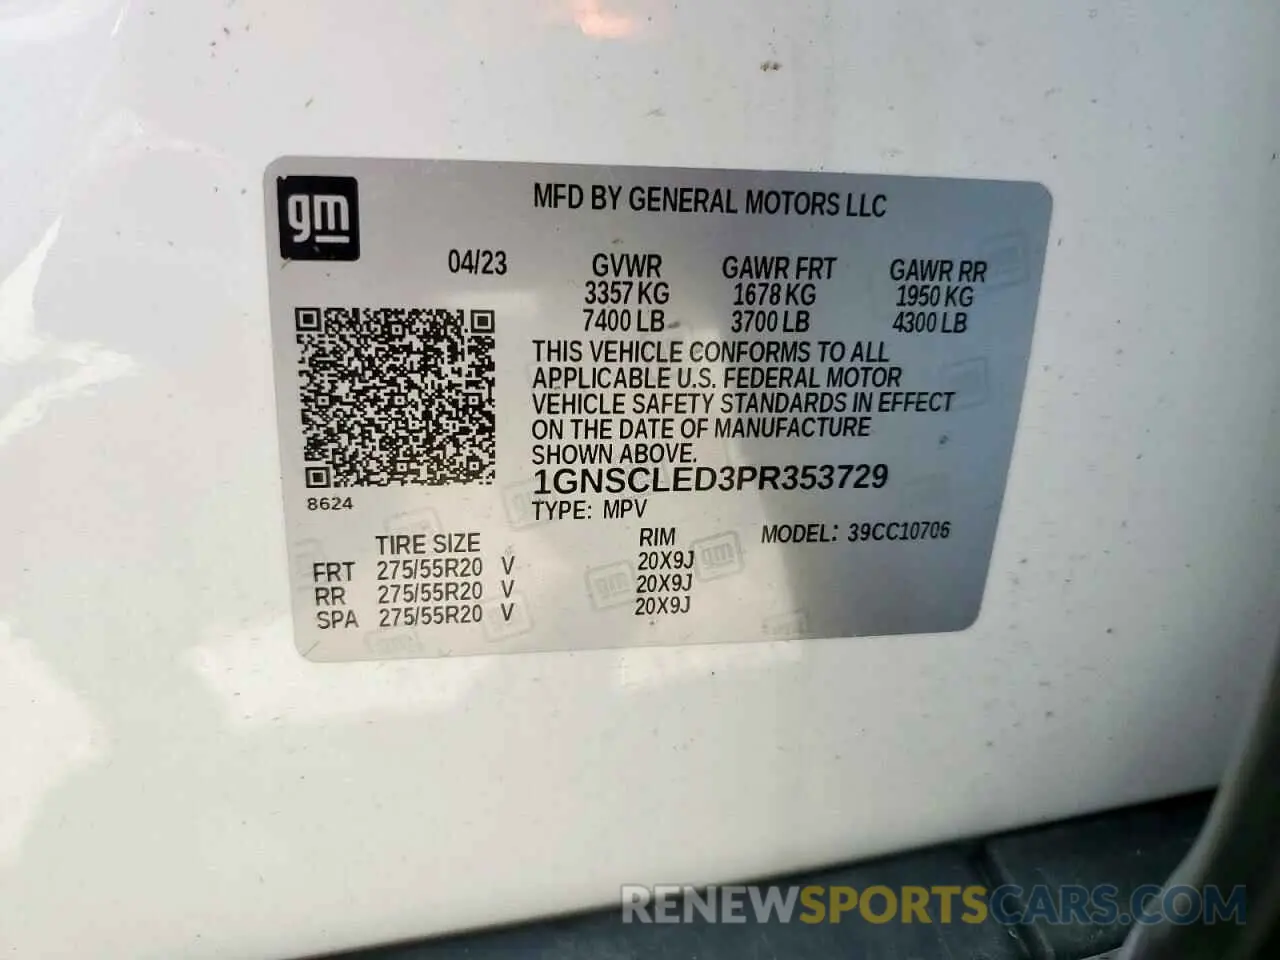 gm
MFD BY GENERAL MOTORS LLC
04/23 GVWR GAWR FRT GAWR RR
3357 KG 1678 KG 1950 KG
7400 LB 3700 LB 4300 LB
THIS VEHICLE CONFORMS TO ALL
APPLICABLE U.S. FEDERAL MOTOR
VEHICLE SAFETY STANDARDS IN EFFECT
ON THE DATE OF MANUFACTURE
SHOWN ABOVE.
1GNSCLED3PR353729
8624
TYPE: MPV
TIRE SIZE RIM MODEL: 39CC10706
FRT 275/55R20 V 20X9J
RR 275/55R20 V 20X9J
SPA 275/55R20 V 20X9J
RENEWSPORTSCARS.COM